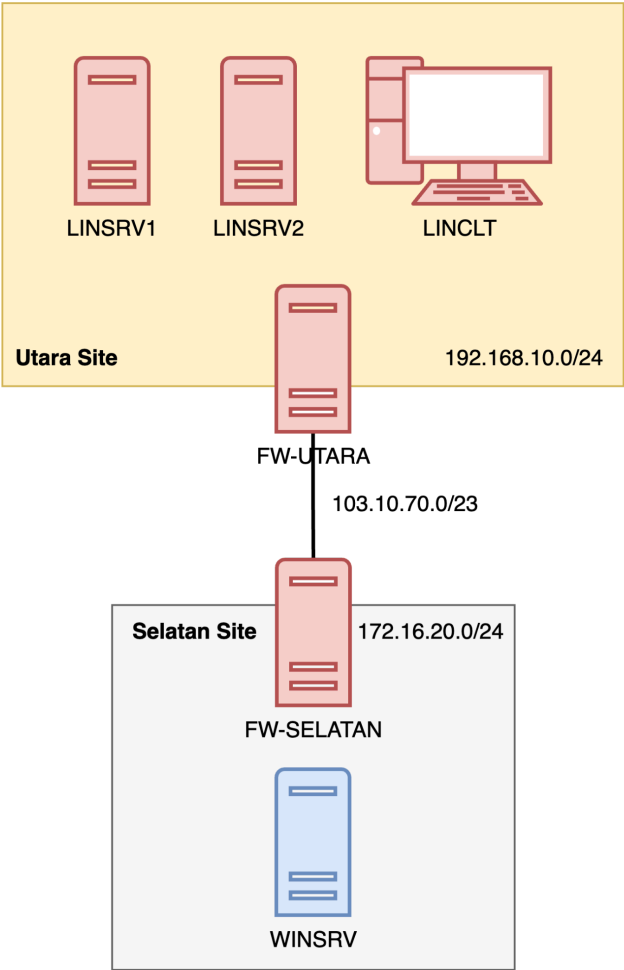 LINSRV1
LINSRV2
LINCLT
Utara Site
192.168.10.0/24
FW-UTARA
103.10.70.0/23
Selatan Site
172.16.20.0/24
FW-SELATAN
WINSRV